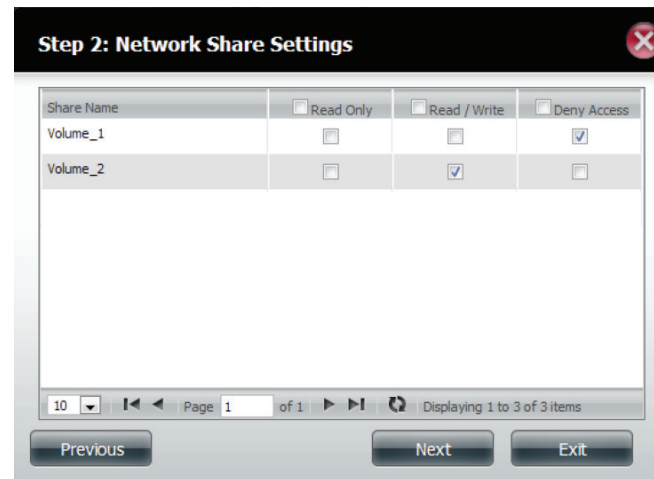 Step 2: Network Share Settings
Share Name Read Only Read / Write Deny Access
Volume_1
Volume_2
10 Page 1 of 1 Displaying 1 to 3 of 3 items
Previous Next Exit